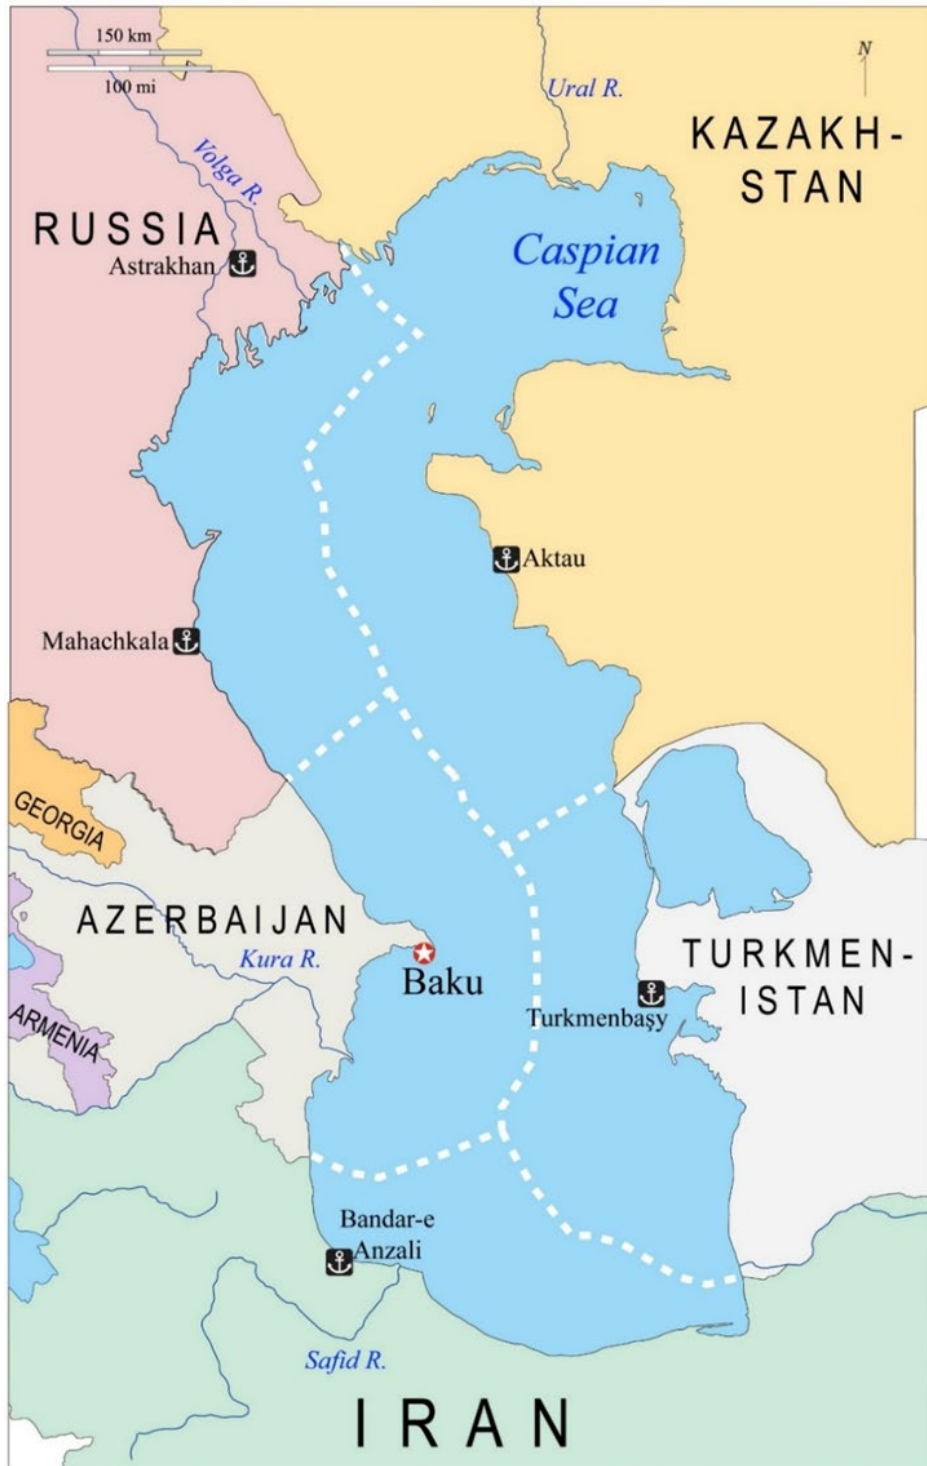 150 km
100 mi
N
Ural R.
KAZAKH-
STAN
Volga R.
RUSSIA
Astrakhan
Caspian
Sea
Aktau
Mahachkala
GEORGIA
AZERBAIJAN
Kura R.
Baku
TURKMEN-
ISTAN
Turkmenbaşy
ARMENIA
Bandar-e
Anzali
Safid R.
IRAN